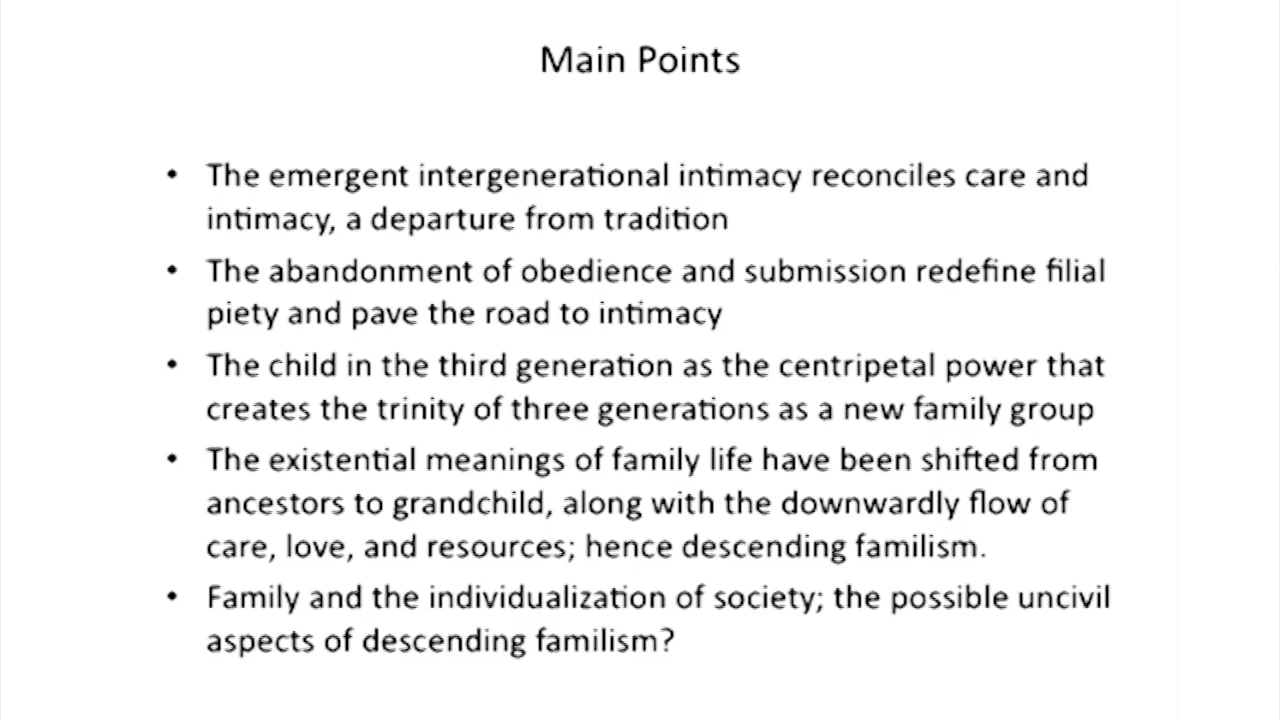 Main Points
• The emergent intergenerational intimacy reconciles care and
intimacy, a departure from tradition
• The abandonment of obedience and submission redefine filial
piety and pave the road to intimacy
• The child in the third generation as the centripetal power that
creates the trinity of three generations as a new family group
• The existential meanings of family life have been shifted from
ancestors to grandchild, along with the downwardly flow of
care, love, and resources; hence descending familism.
• Family and the individualization of society; the possible uncivil
aspects of descending familism?